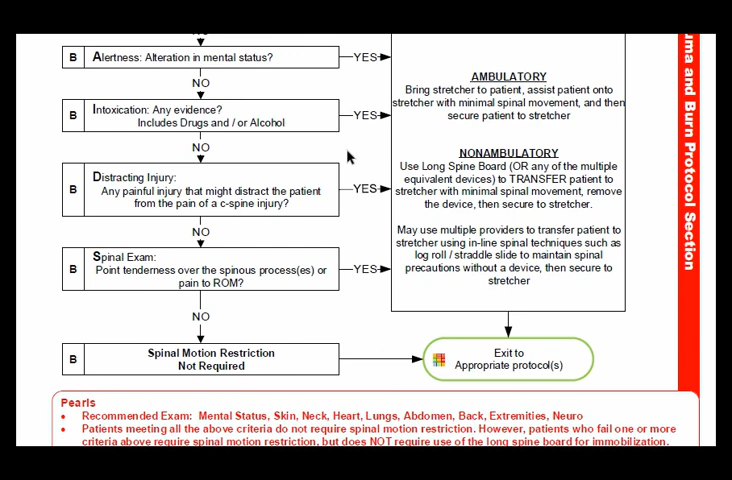 NO
B Alertness: Alteration in mental status?
YES
NO
B Intoxication: Any evidence?
Includes Drugs and / or Alcohol
YES
NO
B Distracting Injury:
Any painful injury that might distract the patient
from the pain of a c-spine injury?
YES
NO
B Spinal Exam:
Point tenderness over the spinous process(es) or
pain to ROM?
YES
NO
B Spinal Motion Restriction
Not Required
AMBULATORY
Bring stretcher to patient, assist patient onto
stretcher with minimal spinal movement, and then
secure patient to stretcher
NONAMBULATORY
Use Long Spine Board (OR any of the multiple
equivalent devices) to TRANSFER patient to
stretcher with minimal spinal movement, remove
the device, then secure to stretcher.
May use multiple providers to transfer patient to
stretcher using in-line spinal techniques such as
log roll / straddle slide to maintain spinal
precautions without a device, then secure to
stretcher
Exit to
Appropriate protocol(s)
uma and Burn Protocol Section
Pearls
• Recommended Exam: Mental Status, Skin, Neck, Heart, Lungs, Abdomen, Back, Extremities, Neuro
• Patients meeting all the above criteria do not require spinal motion restriction. However, patients who fail one or more
criteria above require spinal motion restriction, but does NOT require use of the long spine board for immobilization.